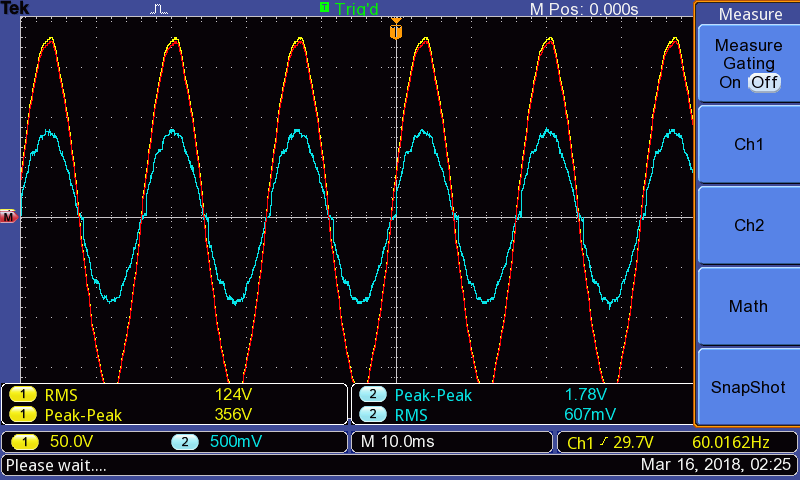 Tek
T Trig'd
M Pos: 0.000s
T
M
Measure
Measure
Gating
On Off
Ch1
Ch2
Math
SnapShot
1 RMS 124V
1 Peak-Peak 356V
2 Peak-Peak 1.78V
2 RMS 607mV
1 50.0V 2 500mV
M 10.0ms
Ch1 29.7V 60.0162Hz
Please wait....
Mar 16, 2018, 02:25